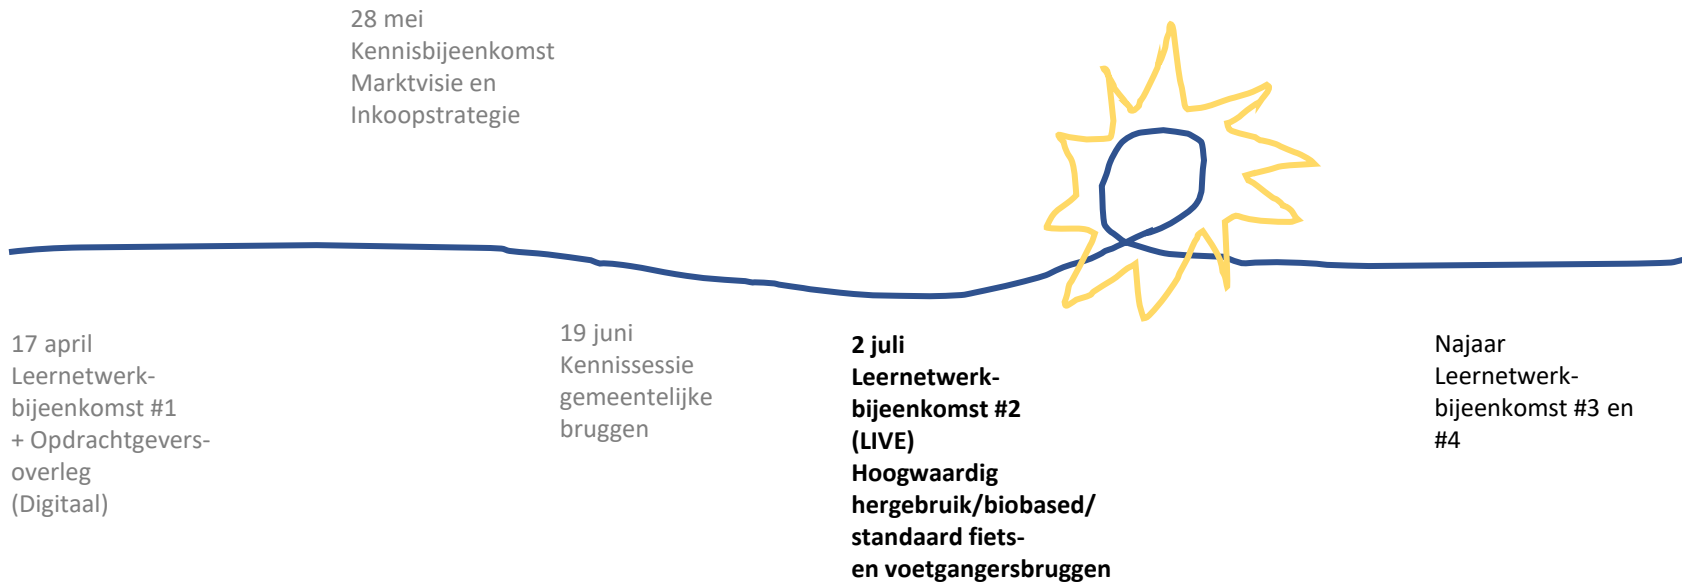 28 mei
Kennisbijeenkomst
Marktvisie en
Inkoopstrategie
17 april
Leernetwerk-
bijeenkomst #1
+ Opdrachtgevers-
overleg
(Digitaal)
19 juni
Kennissessie
gemeentelijke
bruggen
2 juli
Leernetwerk-
bijeenkomst #2
(LIVE)
Hoogwaardig
hergebruik/biobased/
standaard fiets-
en voetgangersbruggen
Najaar
Leernetwerk-
bijeenkomst #3 en
#4